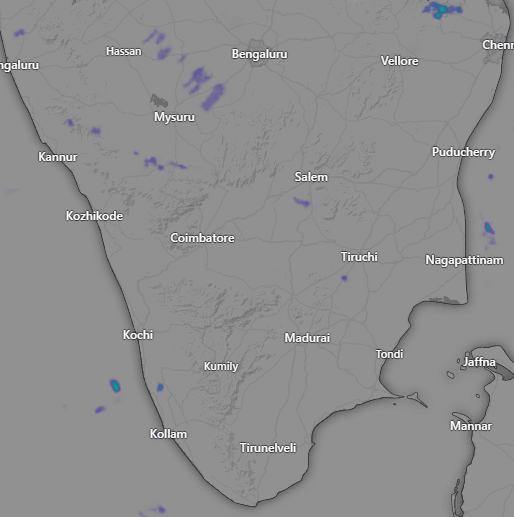 Hassan
Bengaluru
Chenn
ngaluru
Vellore
Mysuru
Kannur
Puducherry
Salem
Kozhikode
Coimbatore
Tiruchi
Nagapattinam
Kochi
Madurai
Tondi
Kumily
Jaffna
Kollam
Mannar
Tirunelveli